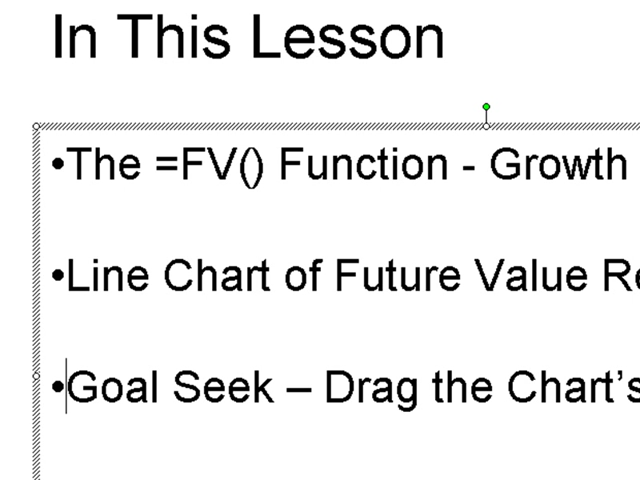 In This Lesson
•The =FV() Function - Growth
•Line Chart of Future Value
•Goal Seek – Drag the Chart's